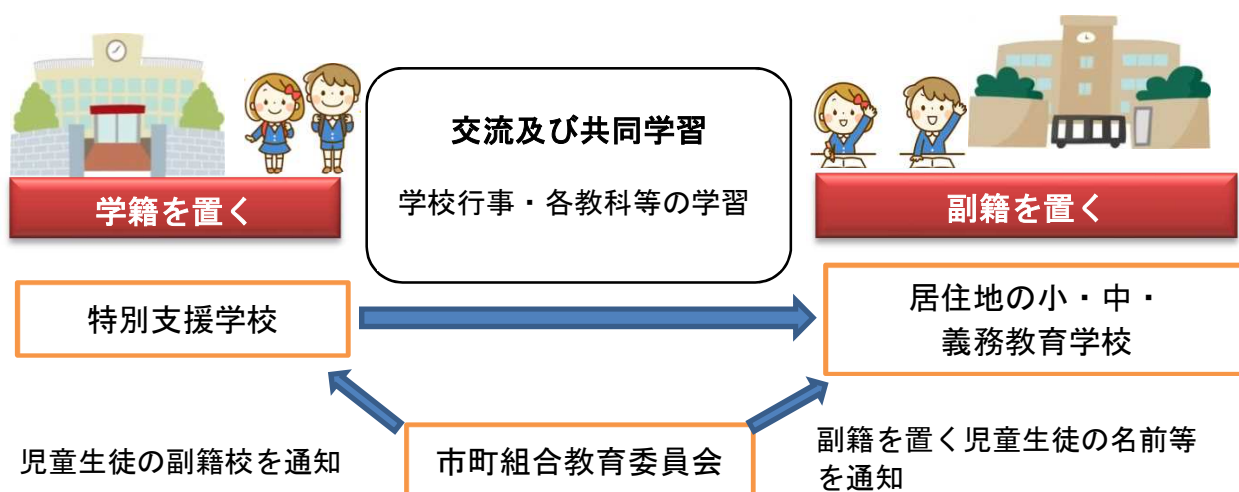 交流及び共同学習
学校行事・各教科等の学習
学籍を置く
副籍を置く
特別支援学校
居住地の小・中・
義務教育学校
児童生徒の副籍校を通知
市町組合教育委員会
副籍を置く児童生徒の名前等
を通知